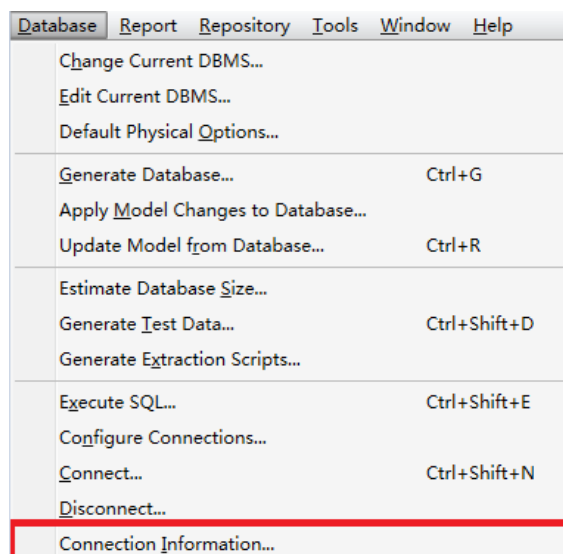 Database Report Repository Tools Window Help
Change Current DBMS...
Edit Current DBMS...
Default Physical Options...
Generate Database... Ctrl+G
Apply Model Changes to Database...
Update Model from Database... Ctrl+R
Estimate Database Size...
Generate Test Data... Ctrl+Shift+D
Generate Extraction Scripts...
Execute SQL... Ctrl+Shift+E
Configure Connections...
Connect... Ctrl+Shift+N
Disconnect...
Connection Information...